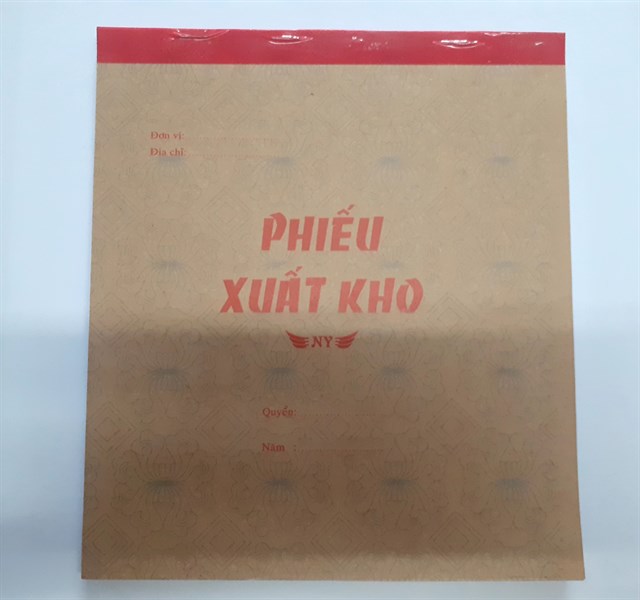 Đơn vị:
Địa chỉ:
PHIẾU
XUẤT KHO
NY
Quyển:
Năm :